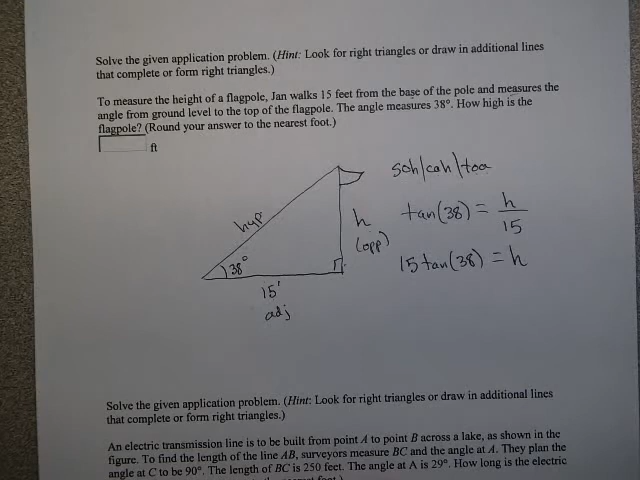 Solve the given application problem. (Hint: Look for right triangles or draw in additional lines
that complete or form right triangles.)
To measure the height of a flagpole, Jan walks 15 feet from the base of the pole and measures the
angle from ground level to the top of the flagpole. The angle measures 38°. How high is the
flagpole? (Round your answer to the nearest foot.)
ft
soh/cah/toa
hyp
h
tan(38) = h/15
(opp)
38°
15 tan(38) = h
15'
adj
Solve the given application problem. (Hint: Look for right triangles or draw in additional lines
that complete or form right triangles.)
An electric transmission line is to be built from point A to point B across a lake, as shown in the
figure. To find the length of the line AB, surveyors measure BC and the angle at A. They plan the
angle at C to be 90°. The length of BC is 250 feet. The angle at A is 29°. How long is the electric